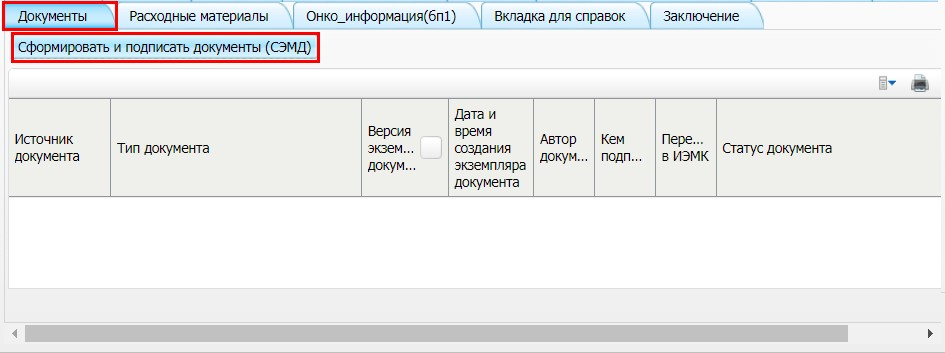 Документы Расходные материалы Онко_информация(бп1) Вкладка для справок Заключение
Сформировать и подписать документы (СЭМД)
Источник документа
Тип документа
Версия
экзем...
докум...
Дата и
время
создания
экземпляра
документа
Автор
докум...
Кем
подп...
Пере...
в ИЭМК
Статус документа